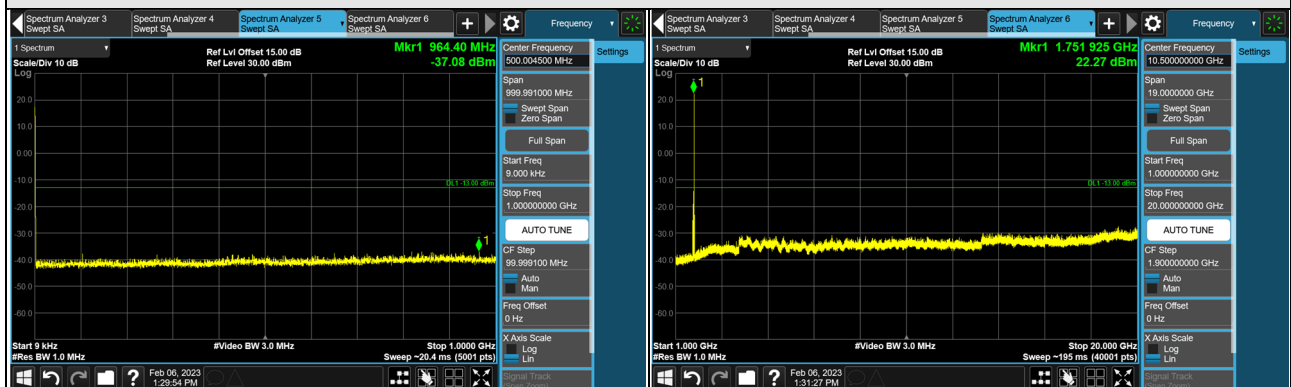 Spectrum Analyzer 3
Swept SA
Spectrum Analyzer 4
Swept SA
Spectrum Analyzer 5
Swept SA
Spectrum Analyzer 6
Swept SA
+
Frequency
1 Spectrum
Scale/Div 10 dB
Log
Ref Lvl Offset 15.00 dB
Ref Level 30.00 dBm
Mkr1 964.40 MHz
-37.08 dBm
20.0
10.0
0.00
-10.0
-20.0
-30.0
-40.0
-50.0
-60.0
1
DL1 -13.00 dBm
Start 9 kHz
#Res BW 1.0 MHz
#Video BW 3.0 MHz
Stop 1.0000 GHz
Sweep ~20.4 ms (5001 pts)
Center Frequency
500.004500 MHz
Span
999.991000 MHz
Swept Span
Zero Span
Full Span
Start Freq
9.000 kHz
Stop Freq
1.000000000 GHz
AUTO TUNE
CF Step
99.999100 MHz
Auto
Man
Freq Offset
0 Hz
X Axis Scale
Log
Lin
Signal Track
(Span Zoom)
Settings
?
Feb 06, 2023
1:29:54 PM
Spectrum Analyzer 3
Swept SA
Spectrum Analyzer 4
Swept SA
Spectrum Analyzer 5
Swept SA
Spectrum Analyzer 6
Swept SA
+
Frequency
1 Spectrum
Scale/Div 10 dB
Log
Ref Lvl Offset 15.00 dB
Ref Level 30.00 dBm
Mkr1 1.751 925 GHz
22.27 dBm
1
20.0
10.0
0.00
-10.0
-20.0
-30.0
-40.0
-50.0
-60.0
DL1 -13.00 dBm
Start 1.000 GHz
#Res BW 1.0 MHz
#Video BW 3.0 MHz
Stop 20.000 GHz
Sweep ~195 ms (40001 pts)
Center Frequency
10.500000000 GHz
Span
19.0000000 GHz
Swept Span
Zero Span
Full Span
Start Freq
1.000000000 GHz
Stop Freq
20.000000000 GHz
AUTO TUNE
CF Step
1.900000000 GHz
Auto
Man
Freq Offset
0 Hz
X Axis Scale
Log
Lin
Signal Track
(Span Zoom)
Settings
?
Feb 06, 2023
1:31:27 PM